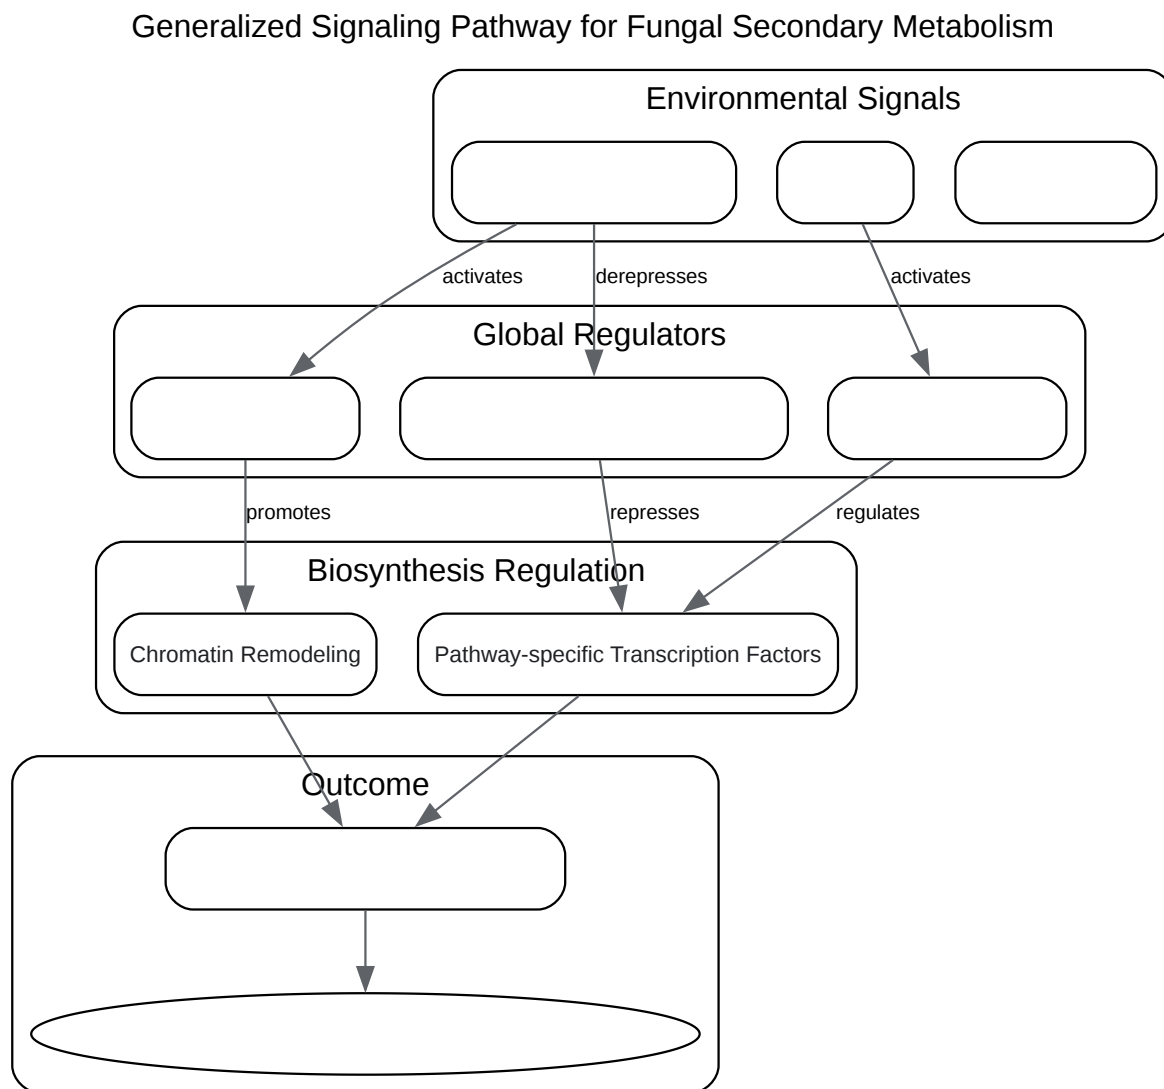 Generalized Signaling Pathway for Fungal Secondary Metabolism
Environmental Signals
activates
derepresses
activates
Global Regulators
promotes
represses
regulates
Biosynthesis Regulation
Chromatin Remodeling
Pathway-specific Transcription Factors
Outcome